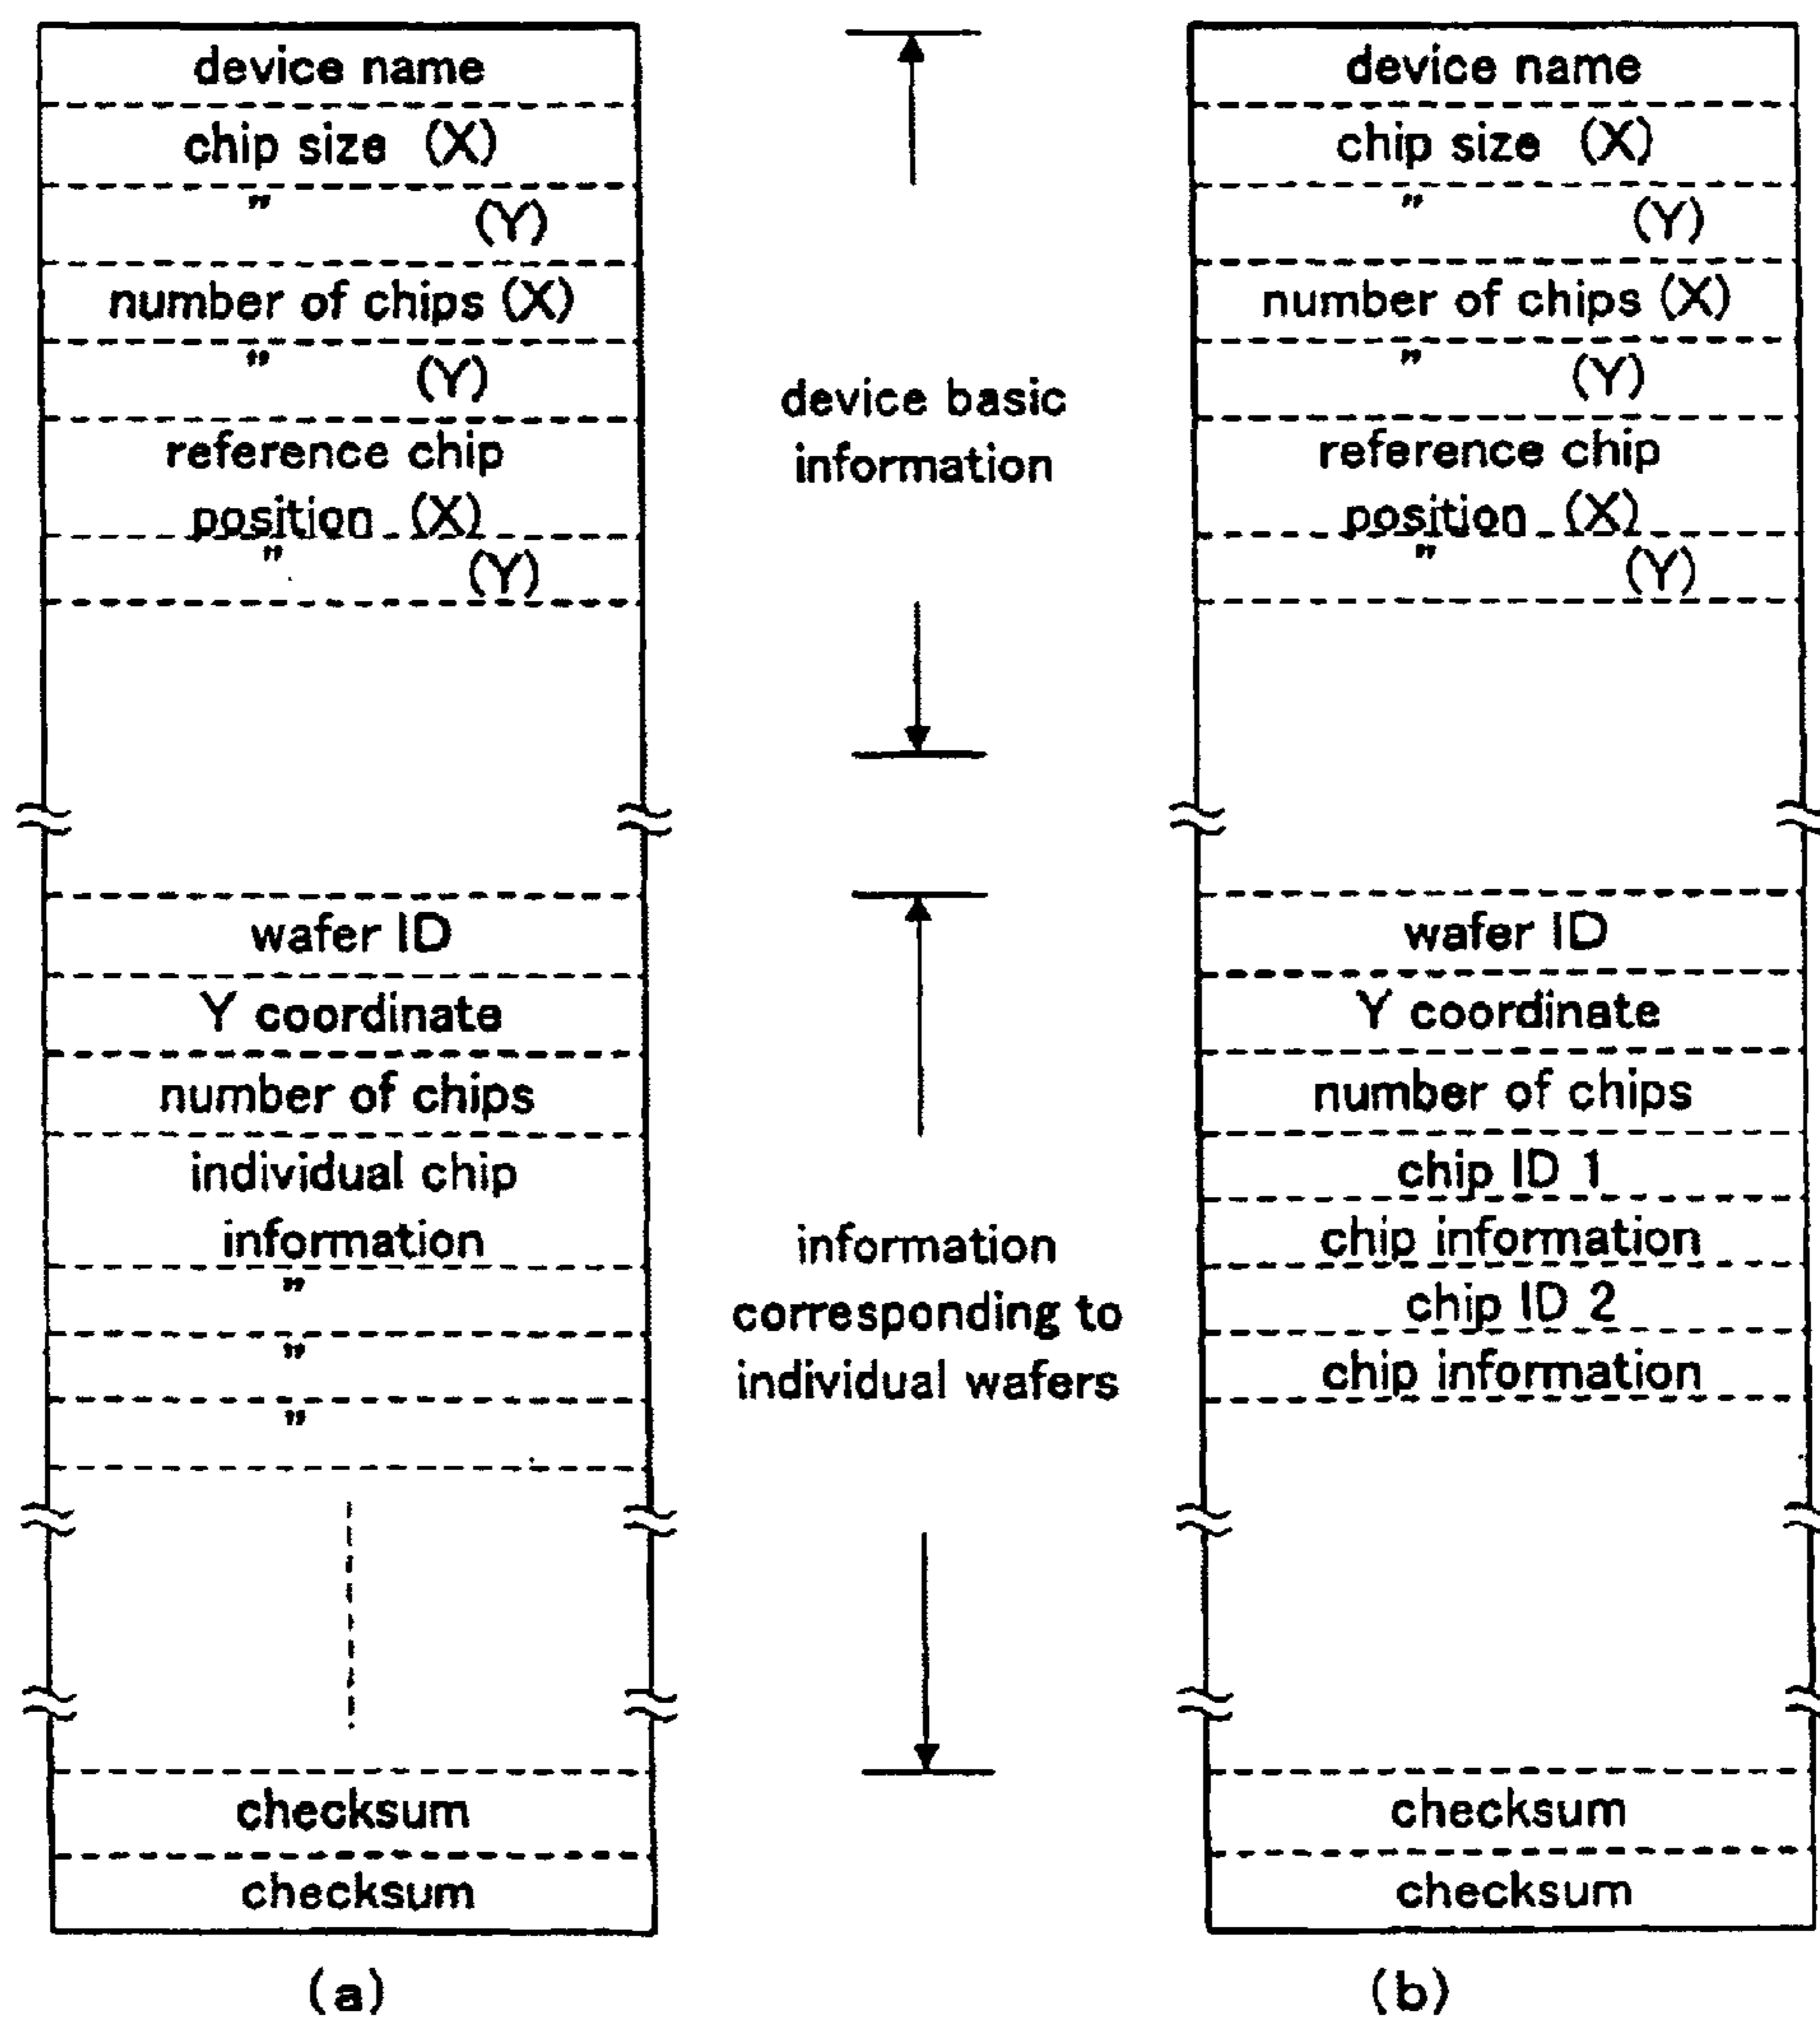 device name
chip size (X)
" (Y)
number of chips (X)
" (Y)
reference chip
position (X)
" (Y)
wafer ID
Y coordinate
number of chips
individual chip
information
"
"
"
checksum
checksum
(a)
device basic
information
information
corresponding to
individual wafers
device name
chip size (X)
" (Y)
number of chips (X)
" (Y)
reference chip
position (X)
" (Y)
wafer ID
Y coordinate
number of chips
chip ID 1
chip information
chip ID 2
chip information
checksum
checksum
(b)